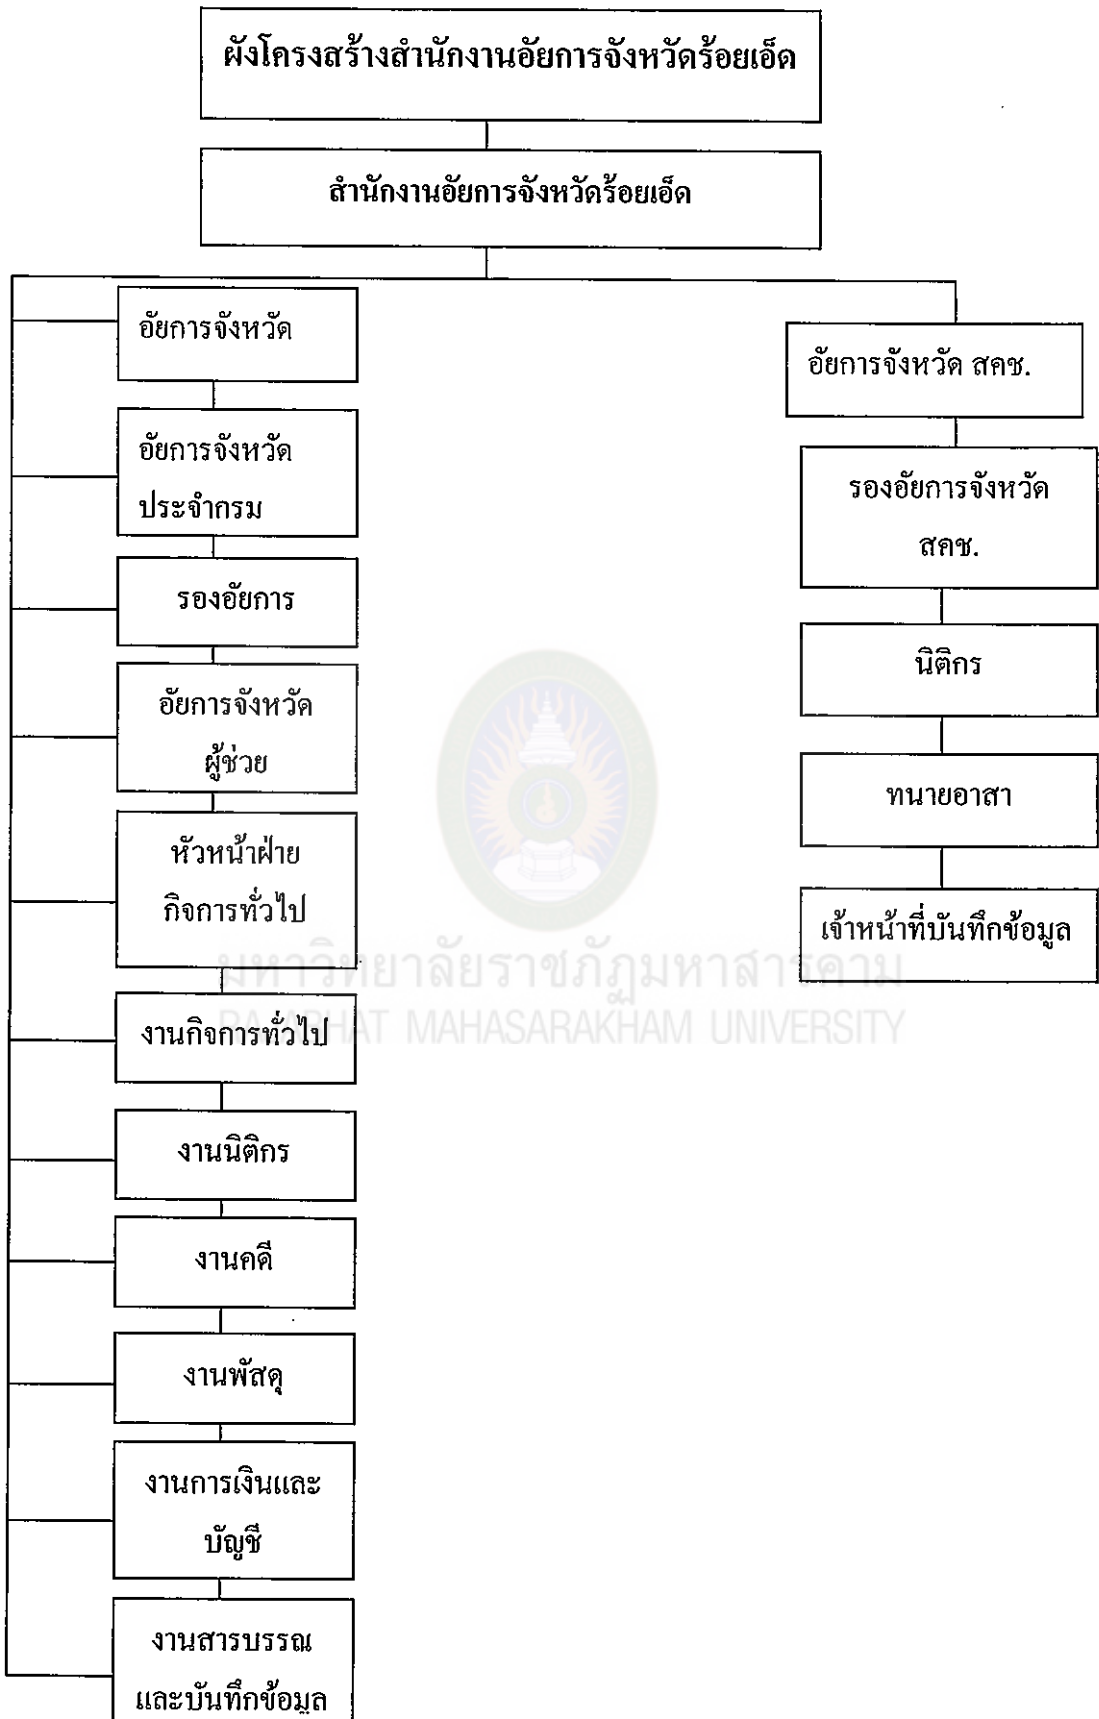 ผังโครงสร้างสำนักงานอัยการจังหวัดร้อยเอ็ด
สำนักงานอัยการจังหวัดร้อยเอ็ด
อัยการจังหวัด
อัยการจังหวัด
ประจำกรม
รองอัยการ
อัยการจังหวัด
ผู้ช่วย
หัวหน้าฝ่าย
กิจการทั่วไป
งานกิจการทั่วไป
งานนิติกร
งานคดี
งานพัสดุ
งานการเงินและ
บัญชี
งานสารบรรณ
และบันทึกข้อมูล
อัยการจังหวัด สคช.
รองอัยการจังหวัด
สคช.
นิติกร
ทนายอาสา
เจ้าหน้าที่บันทึกข้อมูล
มหาวิทยาลัยราชภัฏมหาสารคาม
RAJABHAT MAHASARAKHAM UNIVERSITY